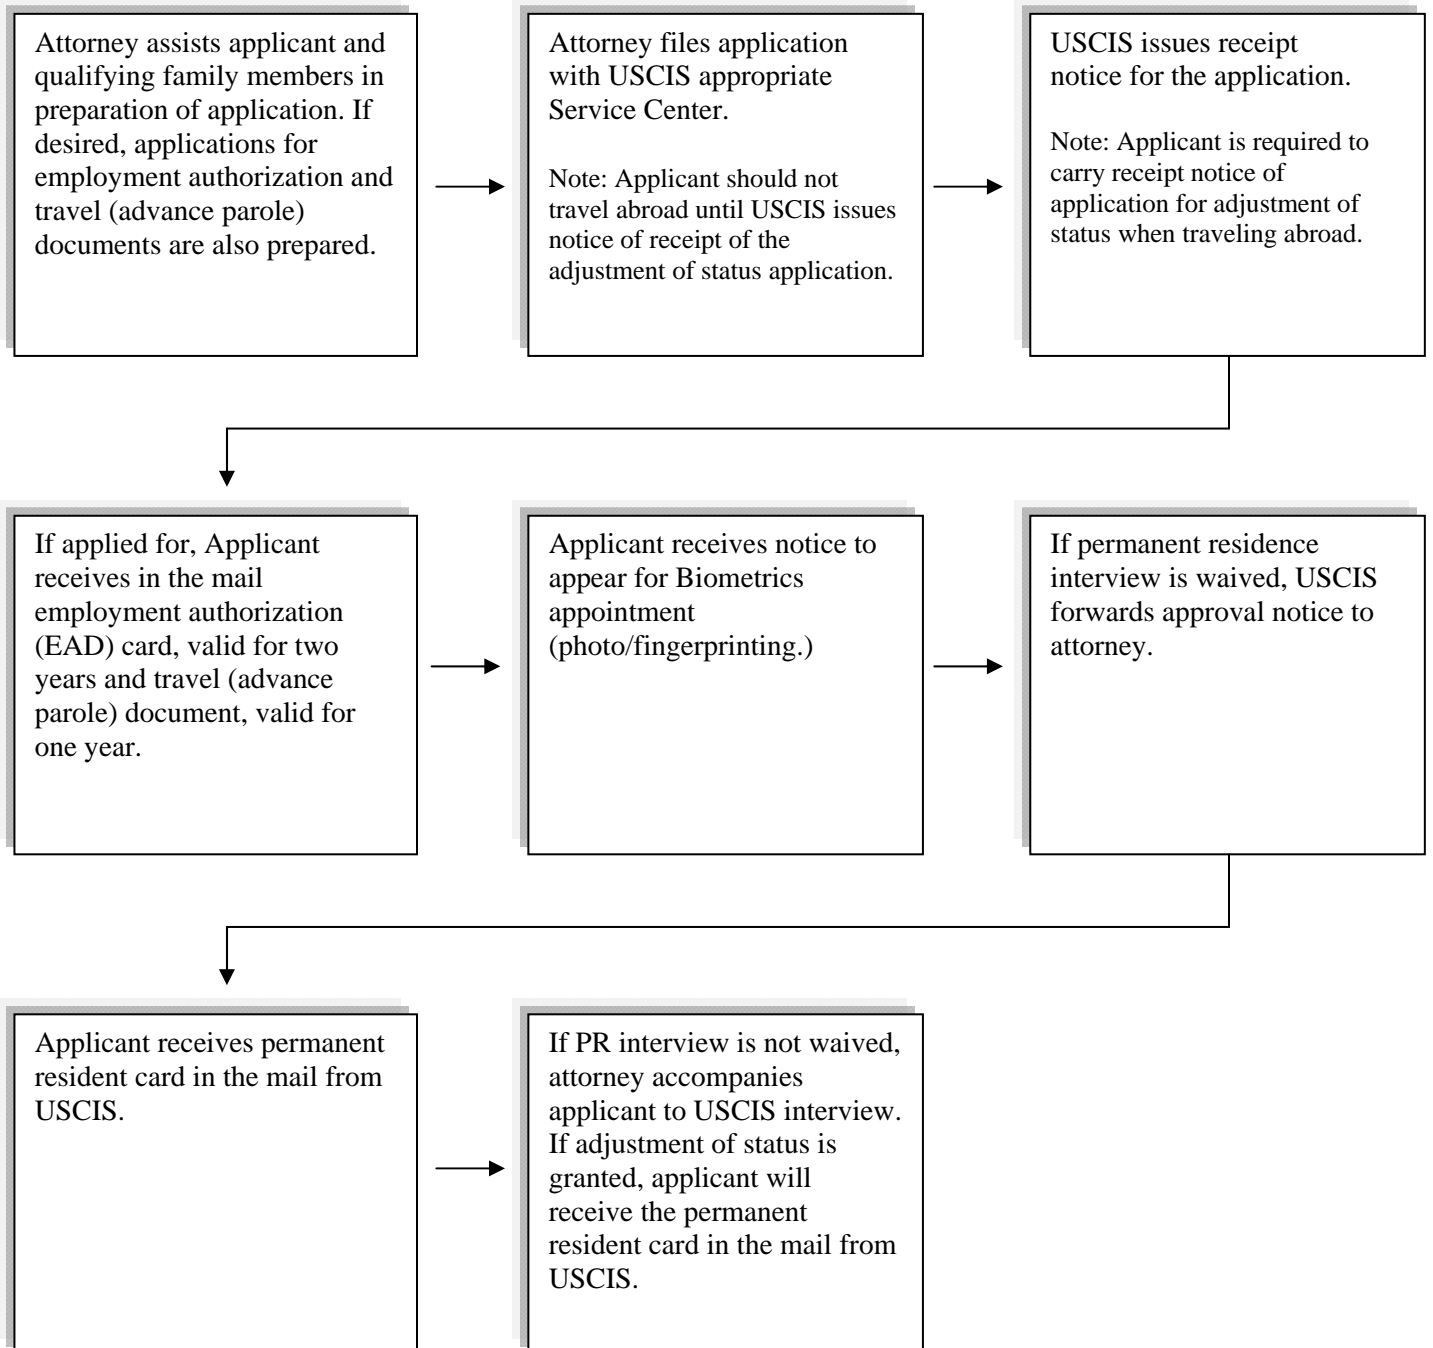 Attorney assists applicant and
qualifying family members in
preparation of application. If
desired, applications for
employment authorization and
travel (advance parole)
documents are also prepared.
Attorney files application
with USCIS appropriate
Service Center.
Note: Applicant should not
travel abroad until USCIS issues
notice of receipt of the
adjustment of status application.
USCIS issues receipt
notice for the application.
Note: Applicant is required to
carry receipt notice of
application for adjustment of
status when traveling abroad.
If applied for, Applicant
receives in the mail
employment authorization
(EAD) card, valid for two
years and travel (advance
parole) document, valid for
one year.
Applicant receives notice to
appear for Biometrics
appointment
(photo/fingerprinting.)
If permanent residence
interview is waived, USCIS
forwards approval notice to
attorney.
Applicant receives permanent
resident card in the mail from
USCIS.
If PR interview is not waived,
attorney accompanies
applicant to USCIS interview.
If adjustment of status is
granted, applicant will
receive the permanent
resident card in the mail from
USCIS.